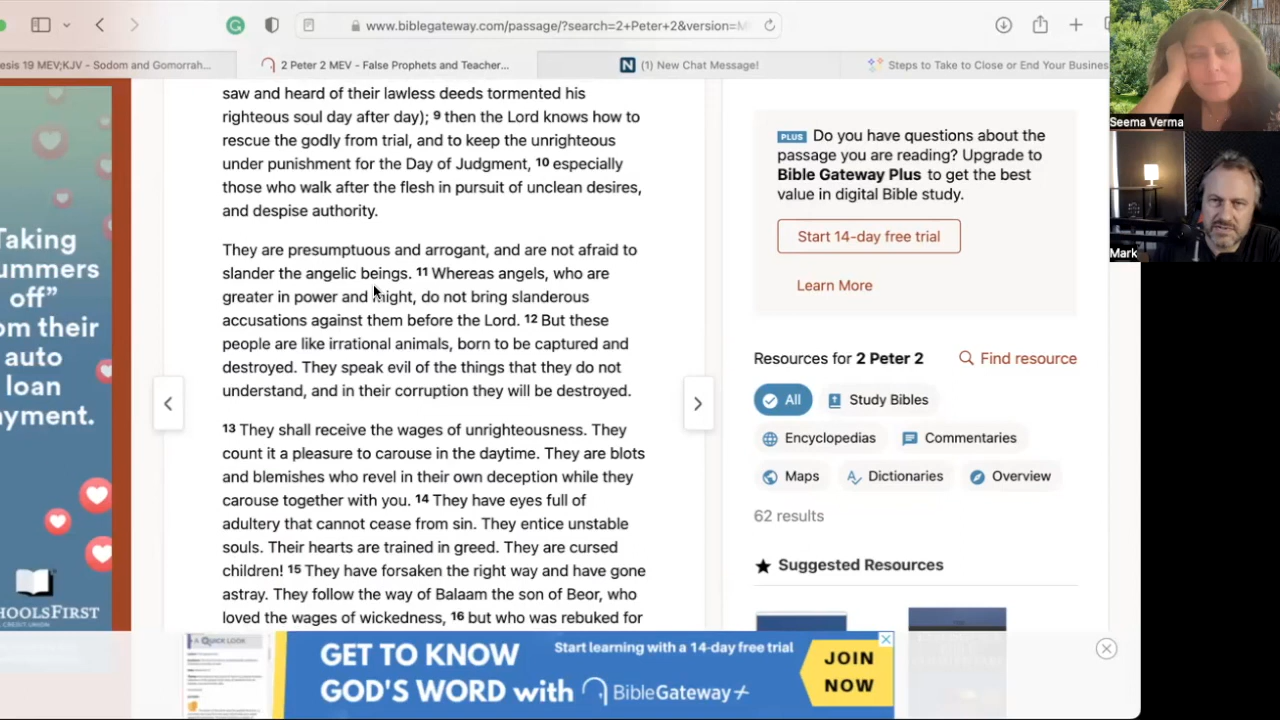 www.biblegateway.com/passage/?search=2+Peter+2&version=M
esis 19 MEV;KJV - Sodom and Gomorrah...
2 Peter 2 MEV - False Prophets and Teacher...
N
(1) New Chat Message!
Steps to Take to Close or End Your Busines
Seema Verma
Mark
Taking
ummers
off”
om their
auto
loan
yment.
HOOLSFIRST
CREDIT UNION
saw and heard of their lawless deeds tormented his
righteous soul day after day); 9 then the Lord knows how to
rescue the godly from trial, and to keep the unrighteous
under punishment for the Day of Judgment, 10 especially
those who walk after the flesh in pursuit of unclean desires,
and despise authority.
They are presumptuous and arrogant, and are not afraid to
slander the angelic beings. 11 Whereas angels, who are
greater in power and might, do not bring slanderous
accusations against them before the Lord. 12 But these
people are like irrational animals, born to be captured and
destroyed. They speak evil of the things that they do not
understand, and in their corruption they will be destroyed.
13 They shall receive the wages of unrighteousness. They
count it a pleasure to carouse in the daytime. They are blots
and blemishes who revel in their own deception while they
carouse together with you. 14 They have eyes full of
adultery that cannot cease from sin. They entice unstable
souls. Their hearts are trained in greed. They are cursed
children! 15 They have forsaken the right way and have gone
astray. They follow the way of Balaam the son of Beor, who
loved the wages of wickedness, 16 but who was rebuked for
PLUS Do you have questions about the
passage you are reading? Upgrade to
Bible Gateway Plus to get the best
value in digital Bible study.
Start 14-day free trial
Learn More
Resources for 2 Peter 2
Find resource
All
Study Bibles
Encyclopedias
Commentaries
Maps
Dictionaries
Overview
62 results
Suggested Resources
A QUICK LOOK
GET TO KNOW
GOD'S WORD with
Start learning with a 14-day free trial
BibleGateway+
JOIN
NOW